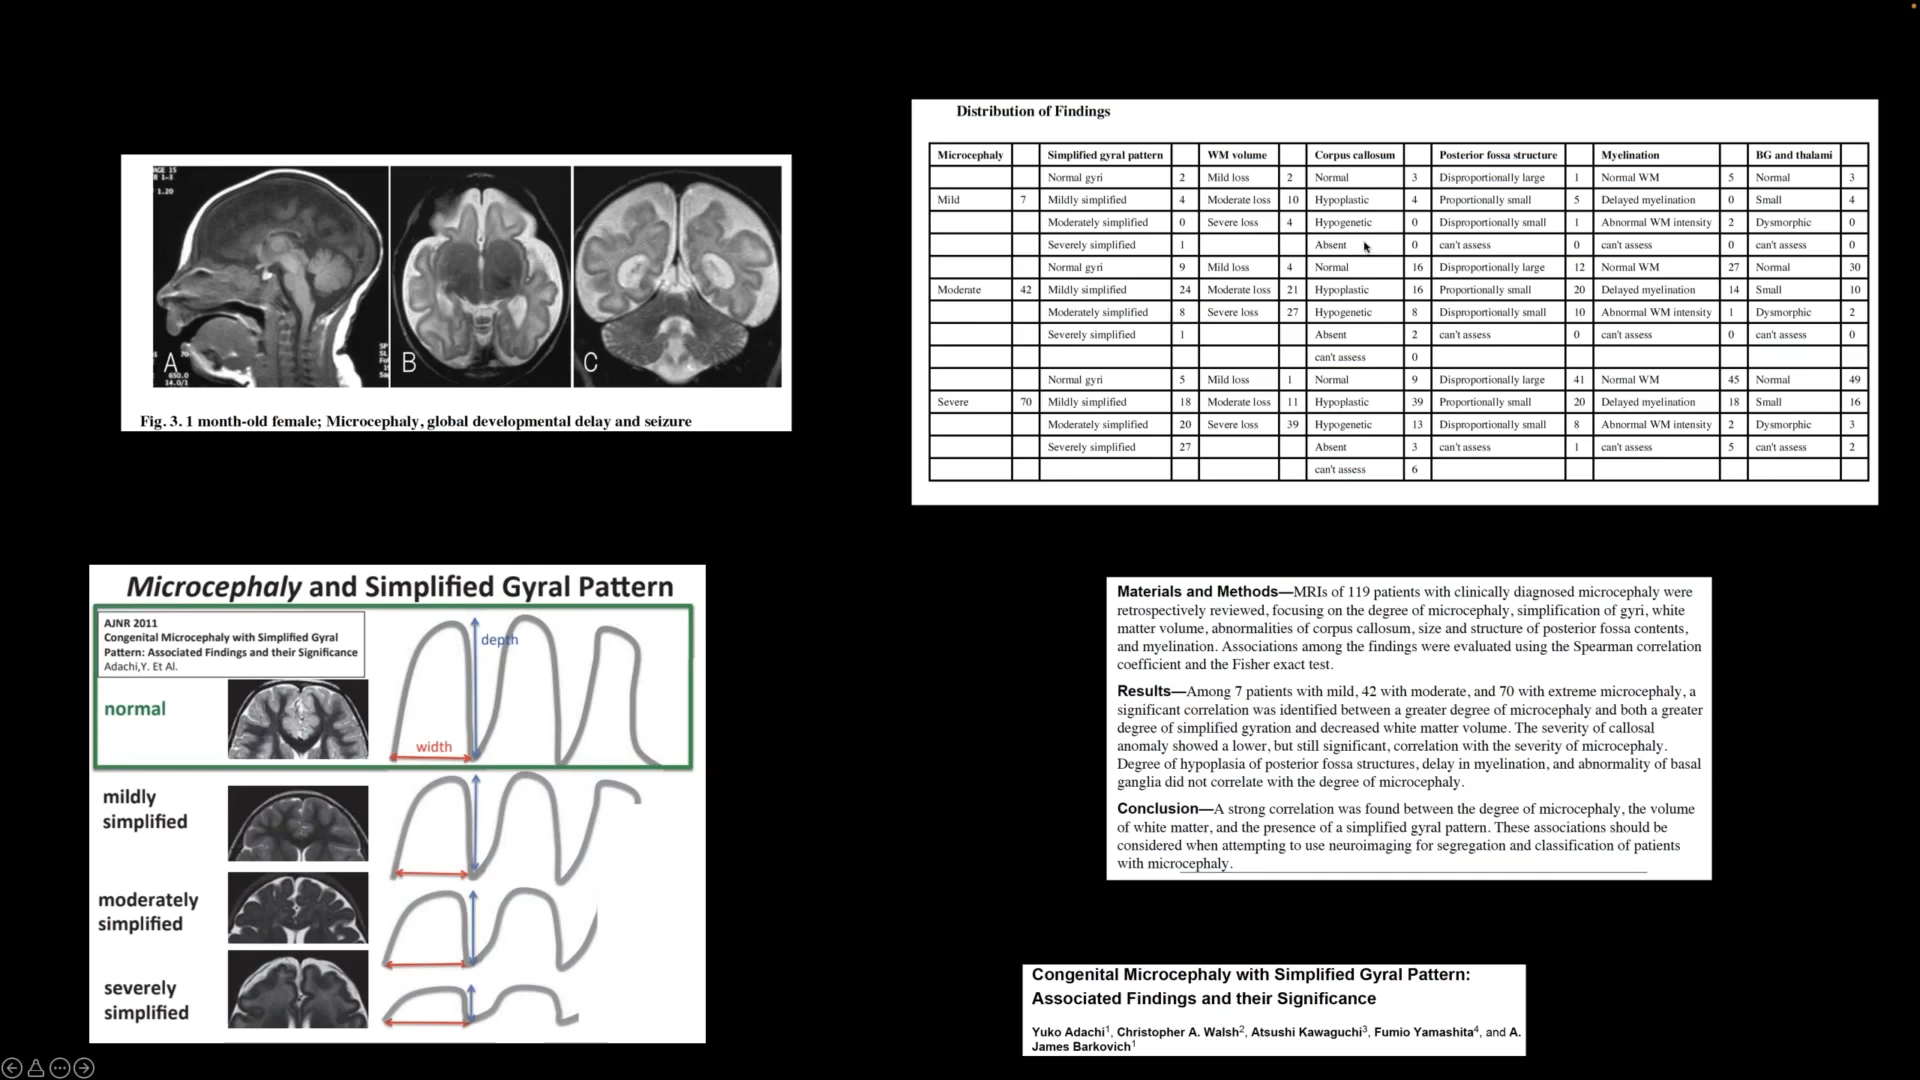 AGE 15
1.20
A
650.0
14.0/1
B
C
Fig. 3. 1 month-old female; Microcephaly, global developmental delay and seizure
Distribution of Findings
Microcephaly Simplified gyral pattern WM volume Corpus callosum Posterior fossa structure Myelination BG and thalami
Normal gyri 2 Mild loss 2 Normal 3 Disproportionally large 1 Normal WM 5 Normal 3
Mild 7 Mildly simplified 4 Moderate loss 10 Hypoplastic 4 Proportionally small 5 Delayed myelination 0 Small 4
Moderately simplified 0 Severe loss 4 Hypogenetic 0 Disproportionally small 1 Abnormal WM intensity 2 Dysmorphic 0
Severely simplified 1 Absent 0 can't assess 0 can't assess 0 can't assess 0
Normal gyri 9 Mild loss 4 Normal 16 Disproportionally large 12 Normal WM 27 Normal 30
Moderate 42 Mildly simplified 24 Moderate loss 21 Hypoplastic 16 Proportionally small 20 Delayed myelination 14 Small 10
Moderately simplified 8 Severe loss 27 Hypogenetic 8 Disproportionally small 10 Abnormal WM intensity 1 Dysmorphic 2
Severely simplified 1 Absent 2 can't assess 0 can't assess 0 can't assess 0
can't assess 0
Normal gyri 5 Mild loss 1 Normal 9 Disproportionally large 41 Normal WM 45 Normal 49
Severe 70 Mildly simplified 18 Moderate loss 11 Hypoplastic 39 Proportionally small 20 Delayed myelination 18 Small 16
Moderately simplified 20 Severe loss 39 Hypogenetic 13 Disproportionally small 8 Abnormal WM intensity 2 Dysmorphic 3
Severely simplified 27 Absent 3 can't assess 1 can't assess 5 can't assess 2
can't assess 6
Microcephaly and Simplified Gyral Pattern
AJNR 2011
Congenital Microcephaly with Simplified Gyral
Pattern: Associated Findings and their Significance
Adachi,Y. Et Al.
depth
normal
width
mildly
simplified
moderately
simplified
severely
simplified
Materials and Methods—MRIs of 119 patients with clinically diagnosed microcephaly were
retrospectively reviewed, focusing on the degree of microcephaly, simplification of gyri, white
matter volume, abnormalities of corpus callosum, size and structure of posterior fossa contents,
and myelination. Associations among the findings were evaluated using the Spearman correlation
coefficient and the Fisher exact test.
Results—Among 7 patients with mild, 42 with moderate, and 70 with extreme microcephaly, a
significant correlation was identified between a greater degree of microcephaly and both a greater
degree of simplified gyration and decreased white matter volume. The severity of callosal
anomaly showed a lower, but still significant, correlation with the severity of microcephaly.
Degree of hypoplasia of posterior fossa structures, delay in myelination, and abnormality of basal
ganglia did not correlate with the degree of microcephaly.
Conclusion—A strong correlation was found between the degree of microcephaly, the volume
of white matter, and the presence of a simplified gyral pattern. These associations should be
considered when attempting to use neuroimaging for segregation and classification of patients
with microcephaly.
Congenital Microcephaly with Simplified Gyral Pattern:
Associated Findings and their Significance
Yuko Adachi1, Christopher A. Walsh2, Atsushi Kawaguchi3, Fumio Yamashita4, and A.
James Barkovich1